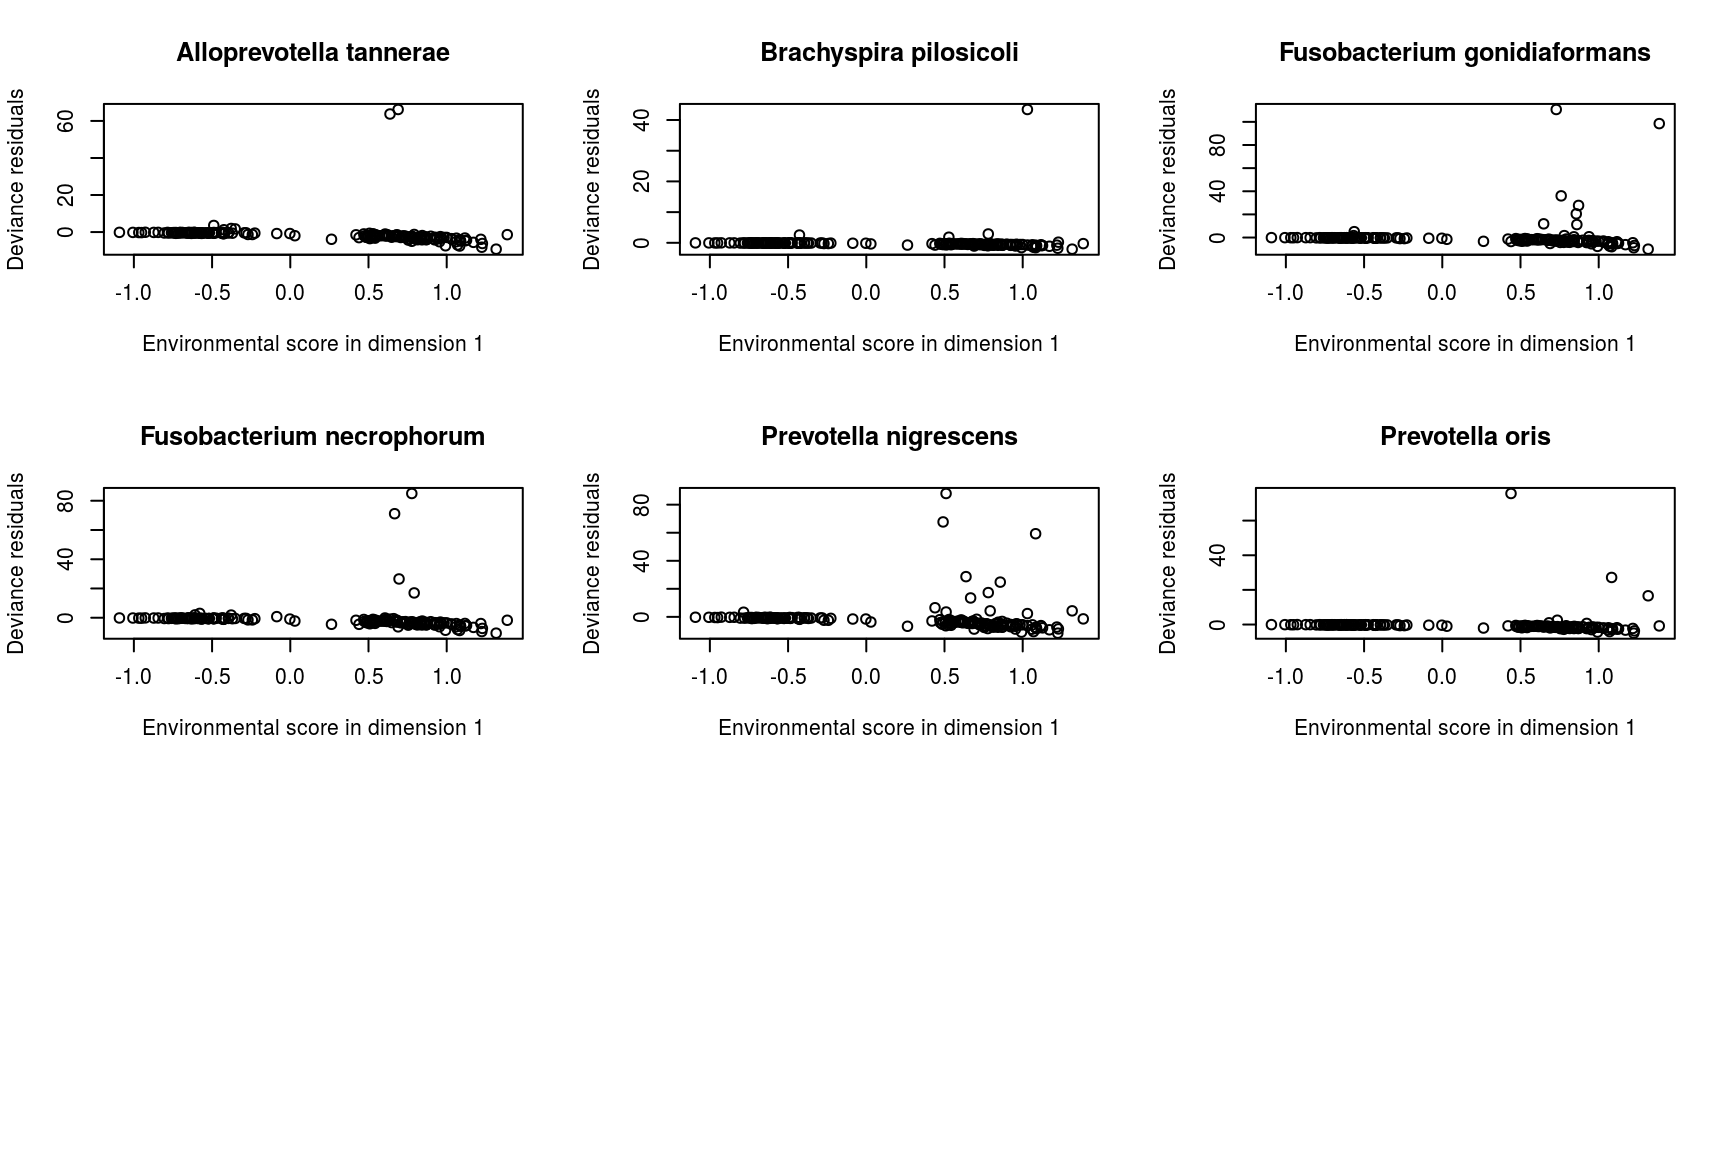 Alloprevotella tannerae
Deviance residuals
60
20
0
-1.0 -0.5 0.0 0.5 1.0
Environmental score in dimension 1
Brachyspira pilosicoli
Deviance residuals
40
20
0
-1.0 -0.5 0.0 0.5 1.0
Environmental score in dimension 1
Fusobacterium gonidiaformans
Deviance residuals
80
40
0
-1.0 -0.5 0.0 0.5 1.0
Environmental score in dimension 1
Fusobacterium necrophorum
Deviance residuals
80
40
0
-1.0 -0.5 0.0 0.5 1.0
Environmental score in dimension 1
Prevotella nigrescens
Deviance residuals
80
40
0
-1.0 -0.5 0.0 0.5 1.0
Environmental score in dimension 1
Prevotella oris
Deviance residuals
40
0
-1.0 -0.5 0.0 0.5 1.0
Environmental score in dimension 1